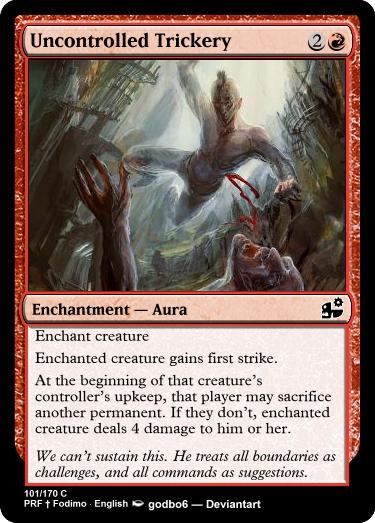 Uncontrolled Trickery 2
Enchantment — Aura
Enchant creature
Enchanted creature gains first strike.
At the beginning of that creature's
controller's upkeep, that player may sacrifice
another permanent. If they don't, enchanted
creature deals 4 damage to him or her.
We can't sustain this. He treats all boundaries as
challenges, and all commands as suggestions.
101/170 C
PRF † Fodimo · English godbo6 — Deviantart